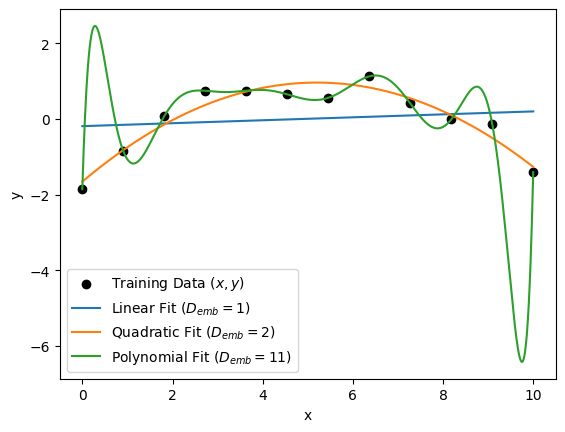 2
0
−2
−4
−6
y
Training Data (x, y)
Linear Fit (D_emb = 1)
Quadratic Fit (D_emb = 2)
Polynomial Fit (D_emb = 11)
0 2 4 6 8 10
x